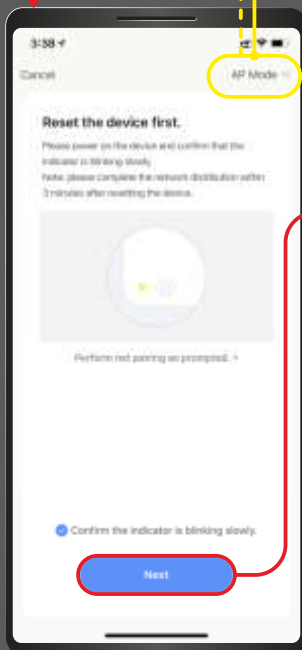 3:38
Cancel
AP Mode
Reset the device first.
Please power on the device and confirm that the
indicator is blinking slowly.
Note: please complete the network distribution within
3 minutes after resetting the device.
Perform net pairing as prompted. >
Confirm the indicator is blinking slowly.
Next